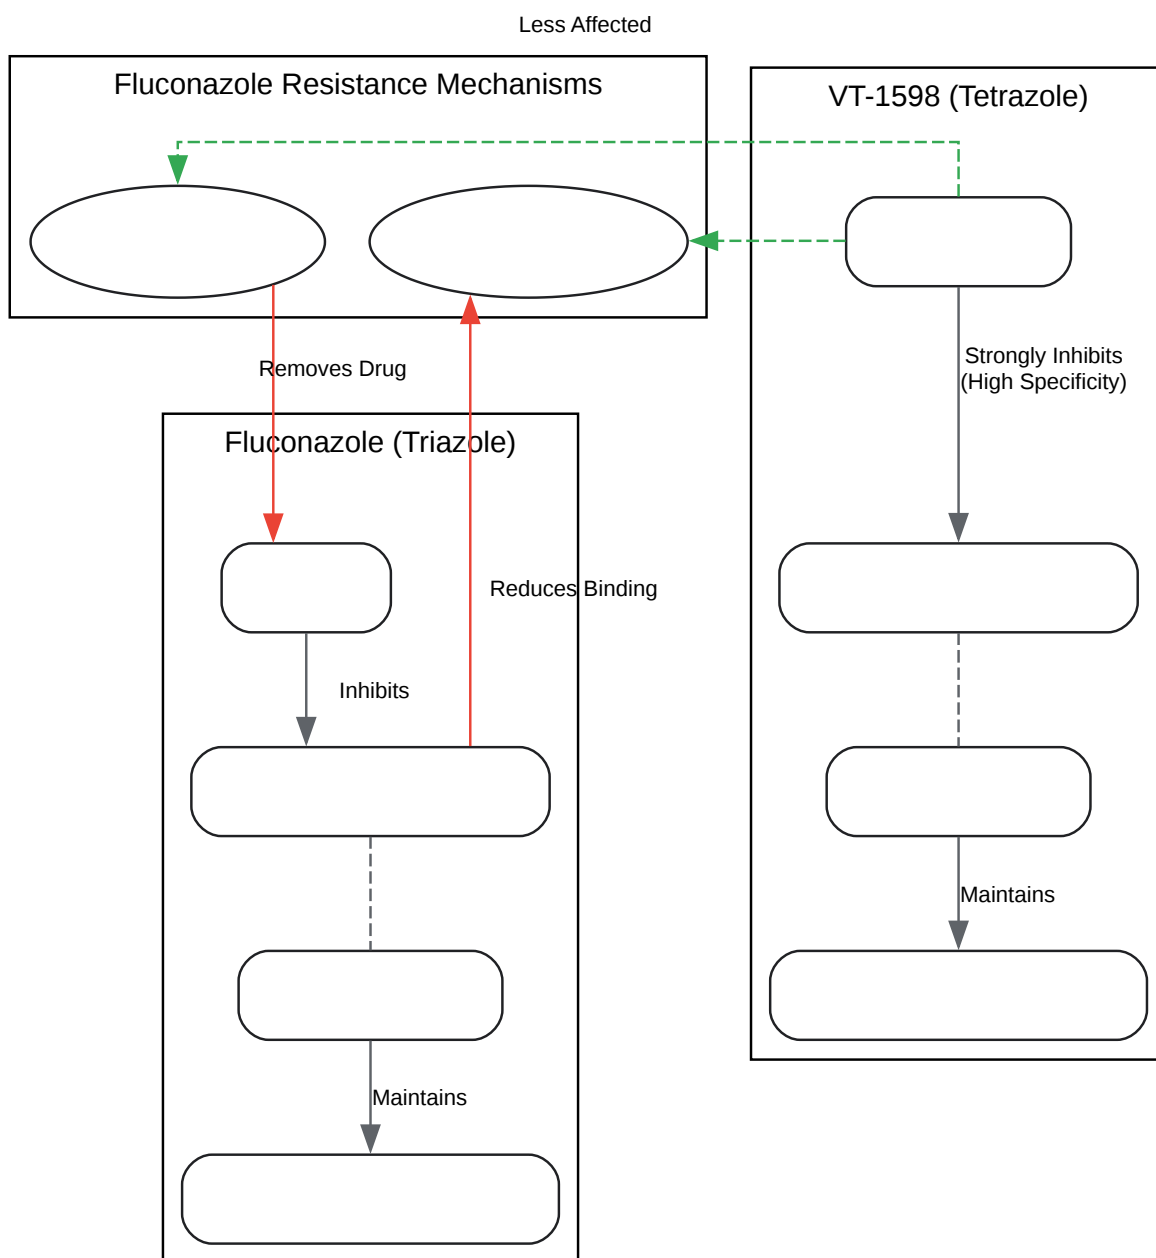 Less Affected
Fluconazole Resistance Mechanisms
VT-1598 (Tetrazole)
Strongly Inhibits
(High Specificity)
Removes Drug
Fluconazole (Triazole)
Reduces Binding
Inhibits
Maintains
Maintains